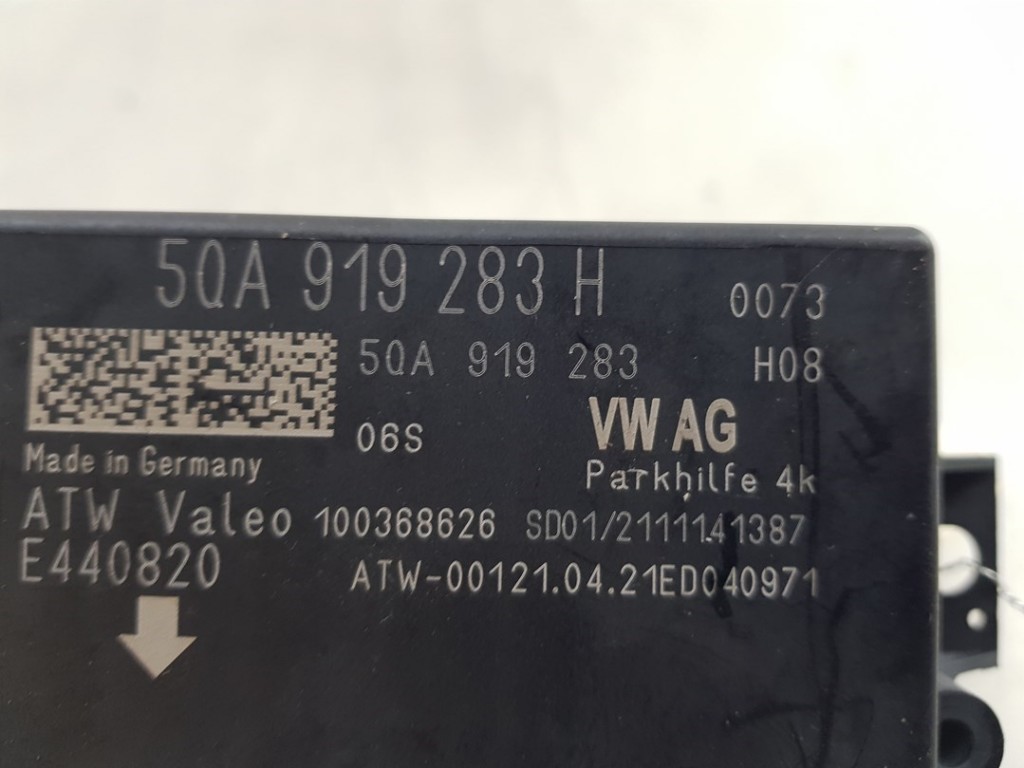 5QA 919 283 H 0073
5QA 919 283 H08
06S VW AG
Made in Germany Parkhilfe 4k
ATW Valeo 100368626 SD01/2111141387
E440820 ATW-00121.04.21ED040971